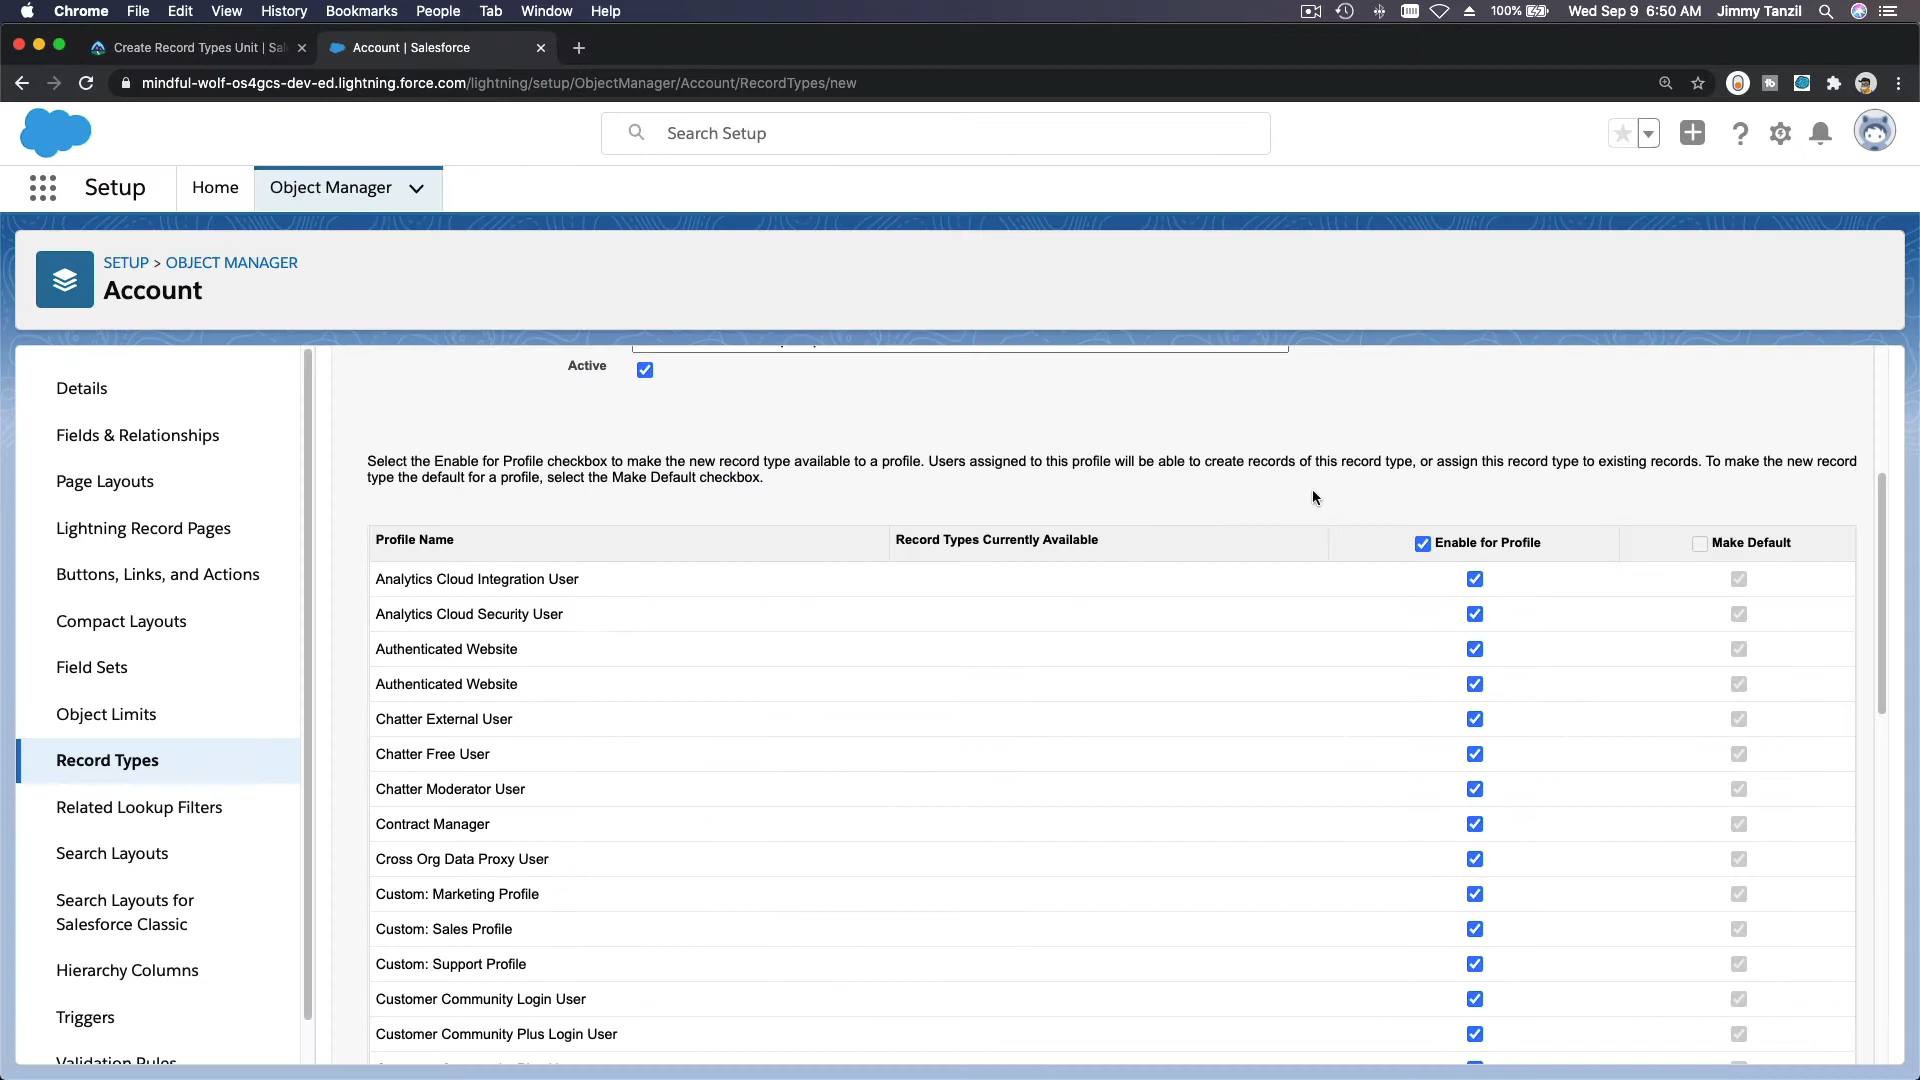 Chrome File Edit View History Bookmarks People Tab Window Help 100% Wed Sep 9 6:50 AM Jimmy Tanzil
Create Record Types Unit | Sal
Account | Salesforce
mindful-wolf-os4gcs-dev-ed.lightning.force.com/lightning/setup/ObjectManager/Account/RecordTypes/new
Search Setup
Setup Home Object Manager
SETUP > OBJECT MANAGER
Account
Details
Fields & Relationships
Page Layouts
Lightning Record Pages
Buttons, Links, and Actions
Compact Layouts
Field Sets
Object Limits
Record Types
Related Lookup Filters
Search Layouts
Search Layouts for
Salesforce Classic
Hierarchy Columns
Triggers
Validation Rules
Active
Select the Enable for Profile checkbox to make the new record type available to a profile. Users assigned to this profile will be able to create records of this record type, or assign this record type to existing records. To make the new record
type the default for a profile, select the Make Default checkbox.
Profile Name Record Types Currently Available Enable for Profile Make Default
Analytics Cloud Integration User
Analytics Cloud Security User
Authenticated Website
Authenticated Website
Chatter External User
Chatter Free User
Chatter Moderator User
Contract Manager
Cross Org Data Proxy User
Custom: Marketing Profile
Custom: Sales Profile
Custom: Support Profile
Customer Community Login User
Customer Community Plus Login User